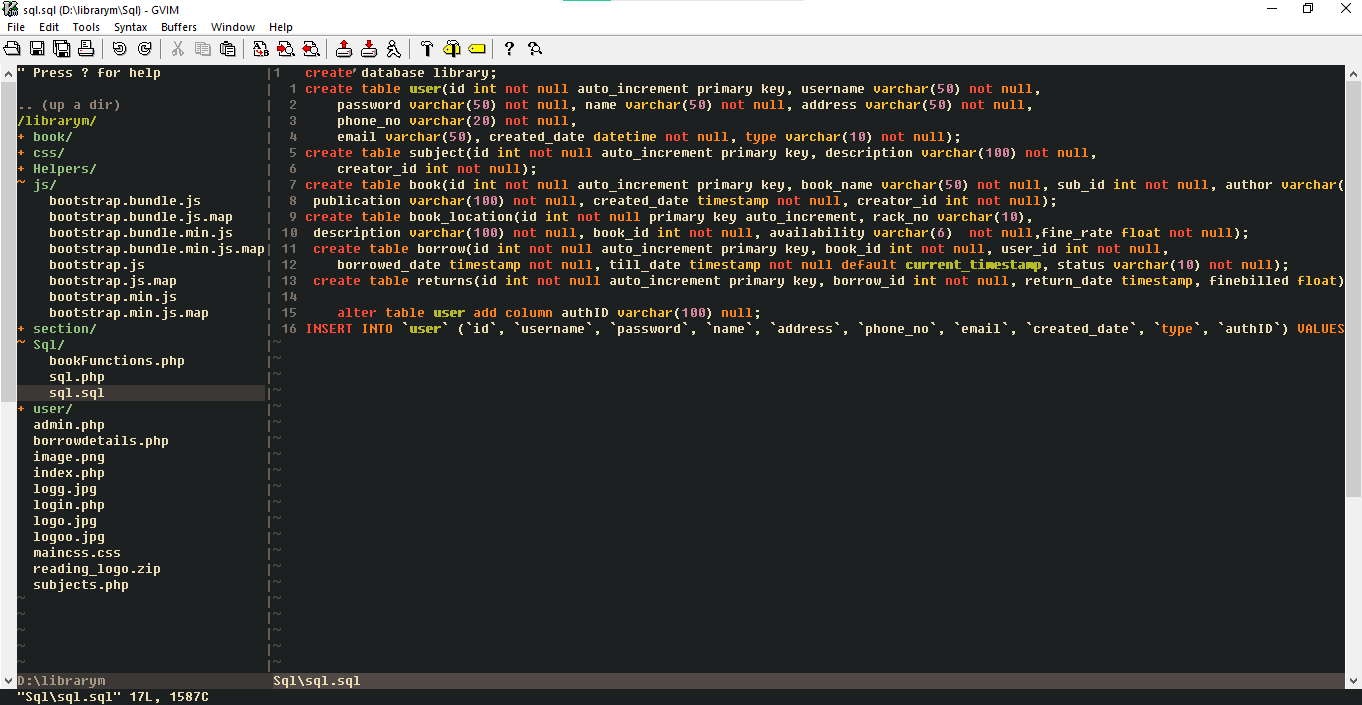 sql.sql (D:\librarym\Sql) - GVIM
File Edit Tools Syntax Buffers Window Help
" Press ? for help
.. (up a dir)
/librarym/
+ book/
+ css/
+ Helpers/
~ js/
bootstrap.bundle.js
bootstrap.bundle.js.map
bootstrap.bundle.min.js
bootstrap.bundle.min.js.map
bootstrap.js
bootstrap.js.map
bootstrap.min.js
bootstrap.min.js.map
+ section/
~ Sql/
bookFunctions.php
sql.php
sql.sql
+ user/
admin.php
borrowdetails.php
image.png
index.php
logg.jpg
login.php
logo.jpg
logoo.jpg
maincss.css
reading_logo.zip
subjects.php
D:\librarym
1 create database library;
1 create table user(id int not null auto_increment primary key, username varchar(50) not null,
2 password varchar(50) not null, name varchar(50) not null, address varchar(50) not null,
3 phone_no varchar(20) not null,
4 email varchar(50), created_date datetime not null, type varchar(10) not null);
5 create table subject(id int not null auto_increment primary key, description varchar(100) not null,
6 creator_id int not null);
7 create table book(id int not null auto_increment primary key, book_name varchar(50) not null, sub_id int not null, author varchar(
8 publication varchar(100) not null, created_date timestamp not null, creator_id int not null);
9 create table book_location(id int not null primary key auto_increment, rack_no varchar(10),
10 description varchar(100) not null, book_id int not null, availability varchar(6)  not null,fine_rate float not null);
11 create table borrow(id int not null auto_increment primary key, book_id int not null, user_id int not null,
12 borrowed_date timestamp not null, till_date timestamp not null default current_timestamp, status varchar(10) not null);
13 create table returns(id int not null auto_increment primary key, borrow_id int not null, return_date timestamp, finebilled float)
14
15 alter table user add column authID varchar(100) null;
16 INSERT INTO `user` (`id`, `username`, `password`, `name`, `address`, `phone_no`, `email`, `created_date`, `type`, `authID`) VALUES
Sql\sql.sql
"Sql\sql.sql" 17L, 1587C